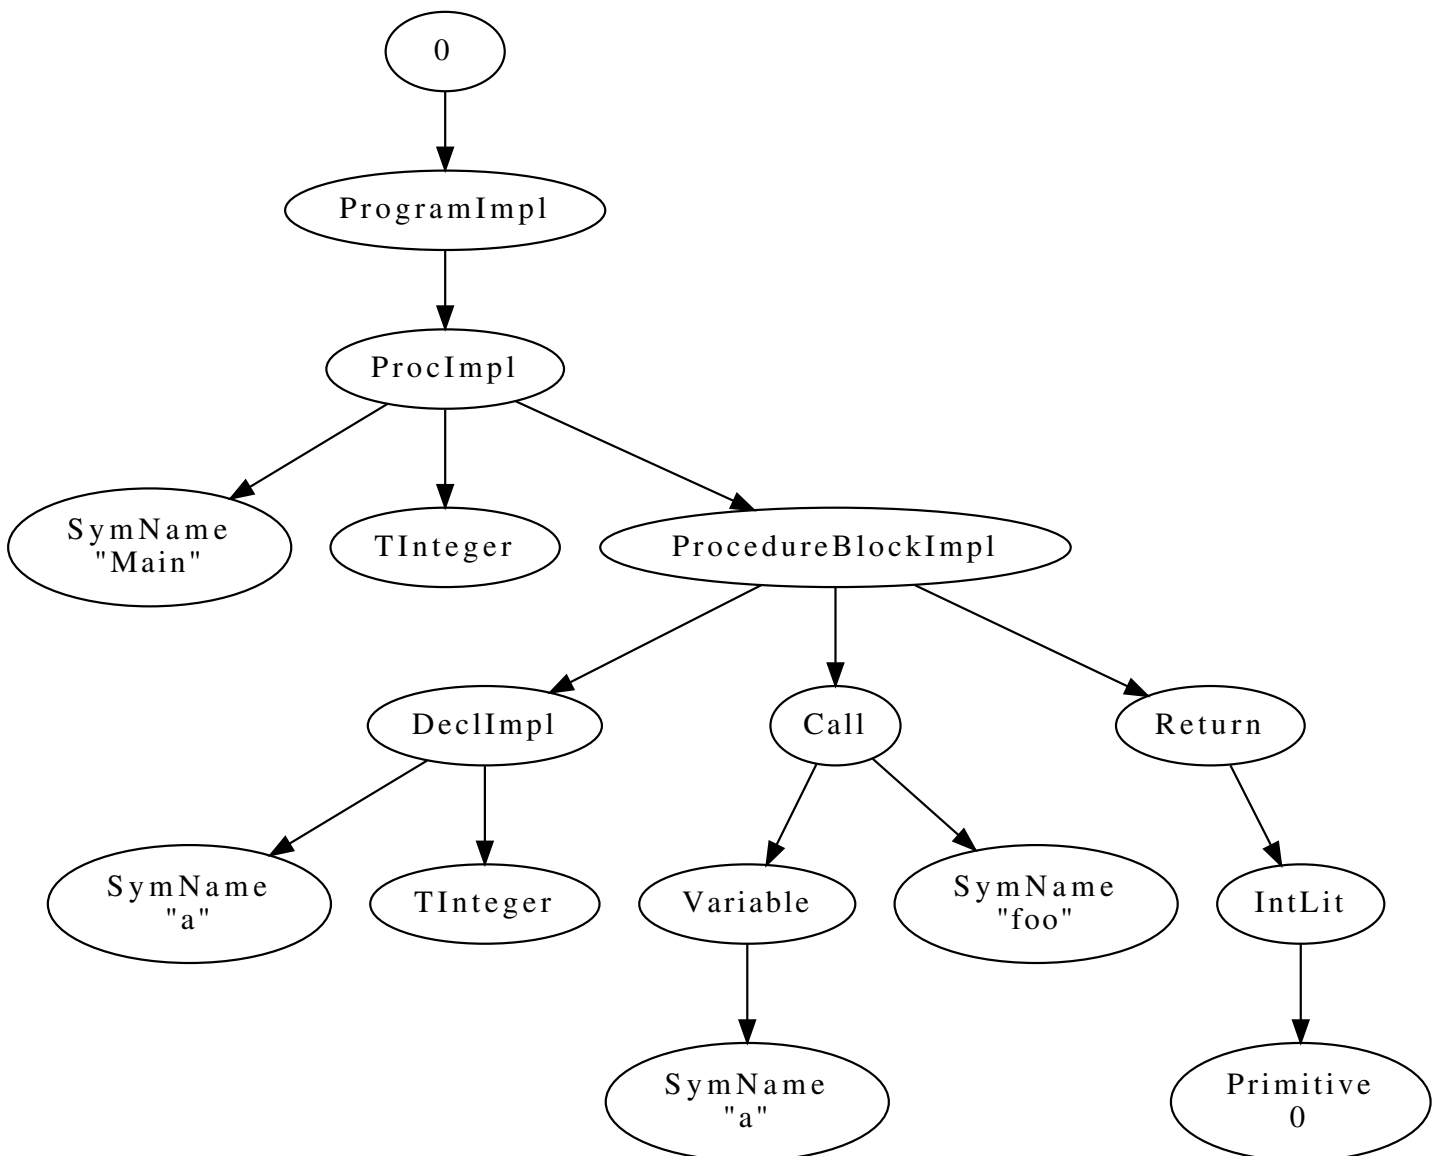 0
ProgramImpl
ProcImpl
SymName
"Main"
TInteger
ProcedureBlockImpl
DeclImpl
Call
Return
SymName
"a"
TInteger
Variable
SymName
"foo"
IntLit
SymName
"a"
Primitive
0